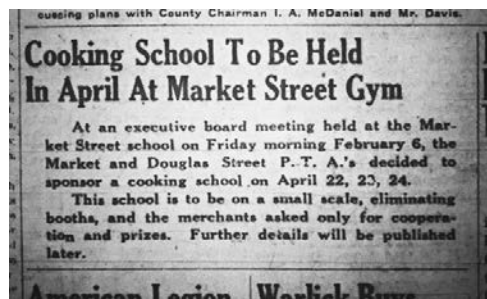 cussing plans with County Chairman I. A. McDaniel and Mr. Davis.
Cooking School To Be Held
In April At Market Street Gym
At an executive board meeting held at the Mar-
ket Street school on Friday morning February 6, the
Market and Douglas Street P. T. A.'s decided to
sponsor a cooking school on April 22, 23, 24.
This school is to be on a small scale, eliminating
booths, and the merchants asked only for coopera-
tion and prizes. Further details will be published
later.
American Legion
Warlick Buys